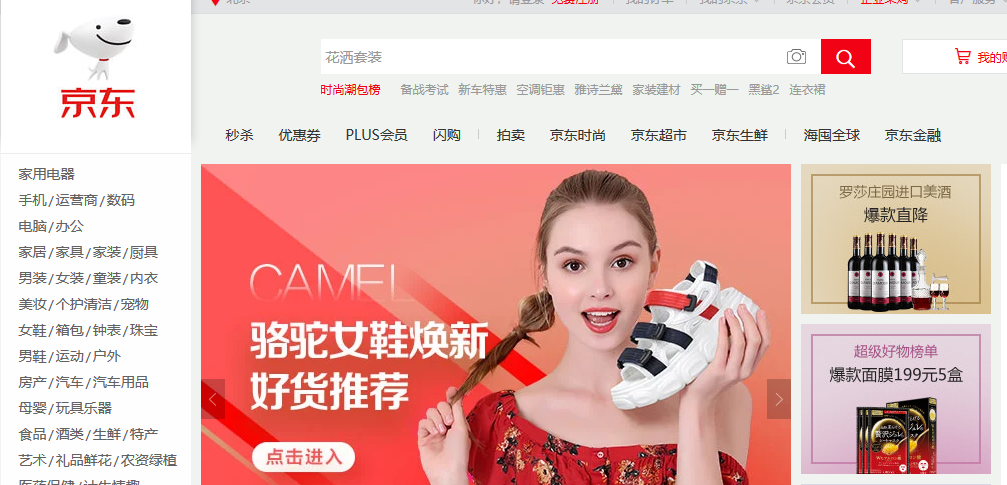 北京
你好，请登录 免费注册
我的订单
我的京东
京东会员
企业采购
客户服务
京东
花洒套装
我的购
时尚潮包榜 备战考试 新车特惠 空调钜惠 雅诗兰黛 家装建材 买一赠一 黑鲨2 连衣裙
秒杀 优惠券 PLUS会员 闪购 拍卖 京东时尚 京东超市 京东生鲜 海囤全球 京东金融
家用电器
手机/运营商/数码
电脑/办公
家居/家具/家装/厨具
男装/女装/童装/内衣
美妆/个护清洁/宠物
女鞋/箱包/钟表/珠宝
男鞋/运动/户外
房产/汽车/汽车用品
母婴/玩具乐器
食品/酒类/生鲜/特产
艺术/礼品鲜花/农资绿植
医药保健/计生情趣
CAMEL
骆驼女鞋焕新
好货推荐
点击进入
罗莎庄园进口美酒
爆款直降
超级好物榜单
爆款面膜199元5盒